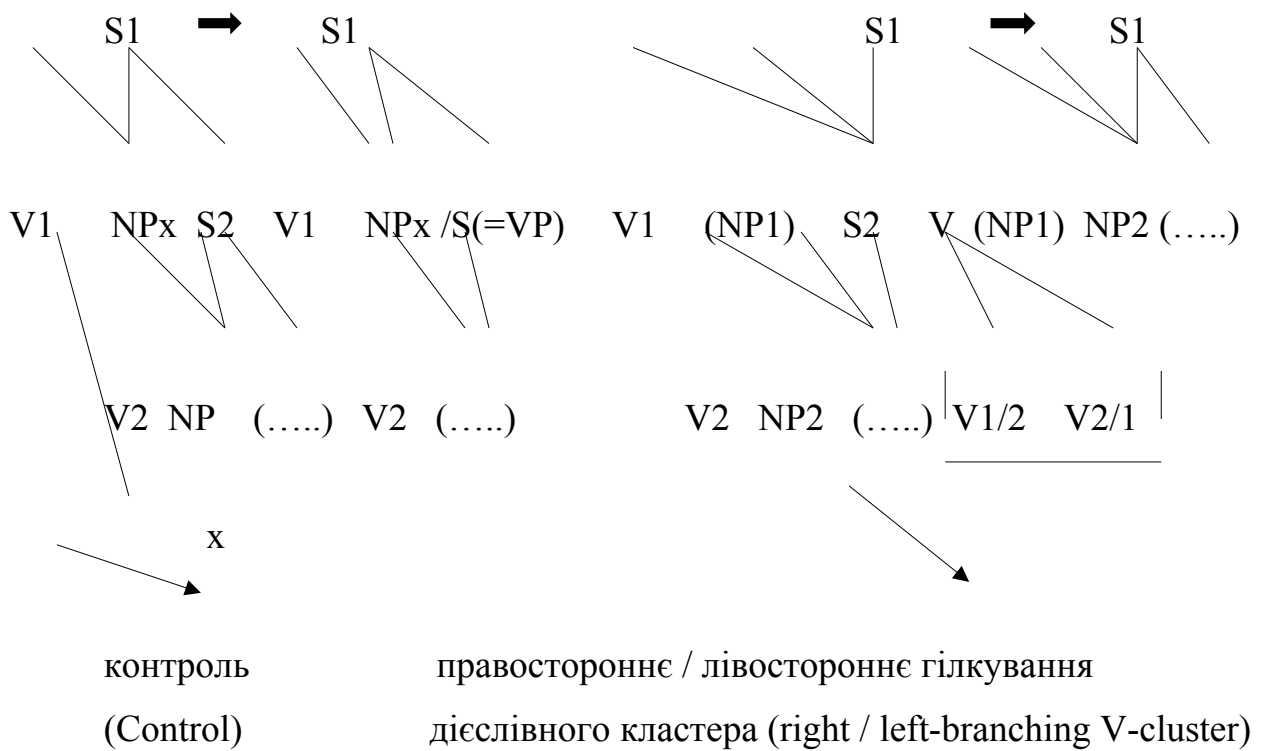 S1 ➡ S1 S1 ➡ S1
V1 NPx S2 V1 NPx /S(=VP) V1 (NP1) S2 V (NP1) NP2 (…..)
V2 NP (…..) V2 (…..) V2 NP2 (…..) V1/2 V2/1
x
контроль правостороннє / лівостороннє гілкування
(Control) дієслівного кластера (right / left-branching V-cluster)